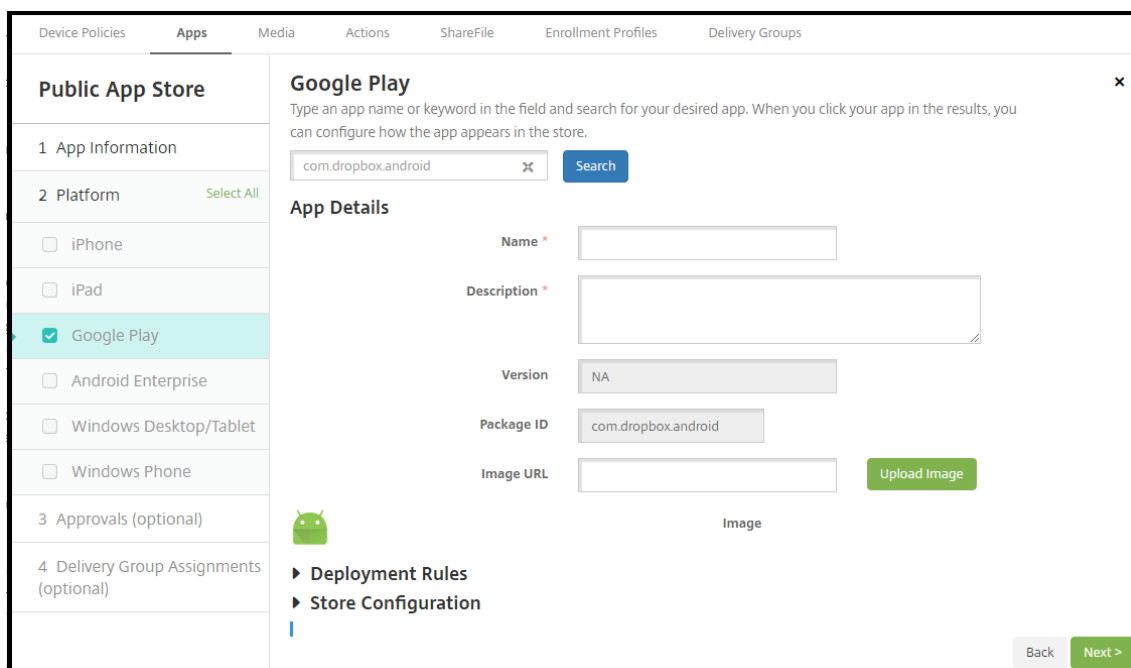 Device Policies Apps Media Actions ShareFile Enrollment Profiles Delivery Groups
Public App Store
1 App Information
2 Platform Select All
iPhone
iPad
Google Play
Android Enterprise
Windows Desktop/Tablet
Windows Phone
3 Approvals (optional)
4 Delivery Group Assignments
(optional)
Google Play
Type an app name or keyword in the field and search for your desired app. When you click your app in the results, you
can configure how the app appears in the store.
com.dropbox.android Search
App Details
Name *
Description *
Version NA
Package ID com.dropbox.android
Image URL Upload Image
Image
Deployment Rules
Store Configuration
Back Next >